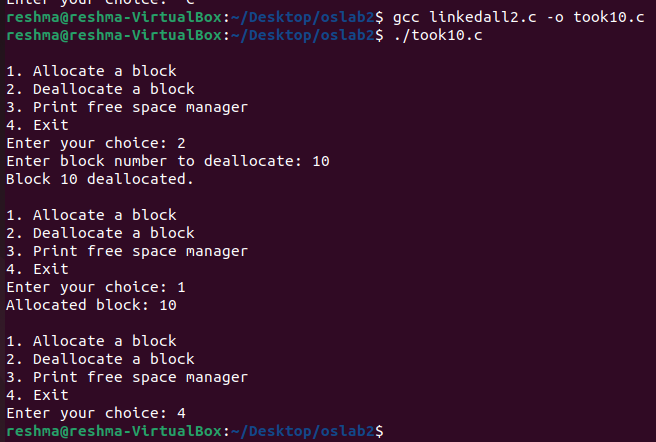 Enter your choice: ^C
reshma@reshma-VirtualBox:~/Desktop/oslab2$ gcc linkedall2.c -o took10.c
reshma@reshma-VirtualBox:~/Desktop/oslab2$ ./took10.c
1. Allocate a block
2. Deallocate a block
3. Print free space manager
4. Exit
Enter your choice: 2
Enter block number to deallocate: 10
Block 10 deallocated.
1. Allocate a block
2. Deallocate a block
3. Print free space manager
4. Exit
Enter your choice: 1
Allocated block: 10
1. Allocate a block
2. Deallocate a block
3. Print free space manager
4. Exit
Enter your choice: 4
reshma@reshma-VirtualBox:~/Desktop/oslab2$